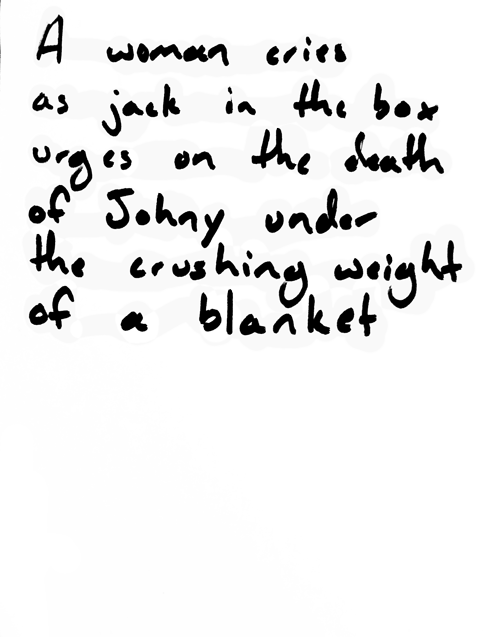 A woman cries
as jack in the box
urges on the death
of Johny under
the crushing weight
of a blanket